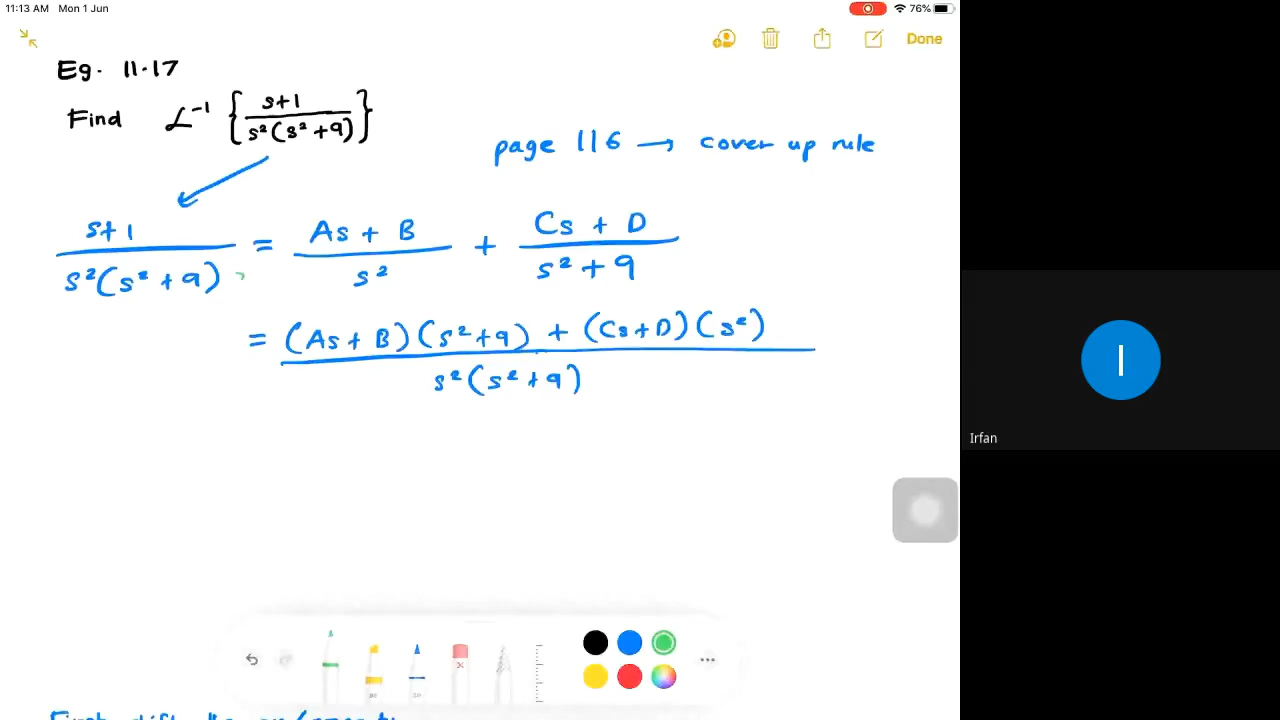 11:13 AM Mon 1 Jun 76%
Done
Eg. 11.17
Find ℒ⁻¹ { s+1 / s²(s²+9) }
page 116 → cover up rule
s+1 / s²(s²+9) = As + B / s² + Cs + D / s²+9
= (As+B)(s²+9) + (Cs+D)(s²) / s²(s²+9)
I
Irfan